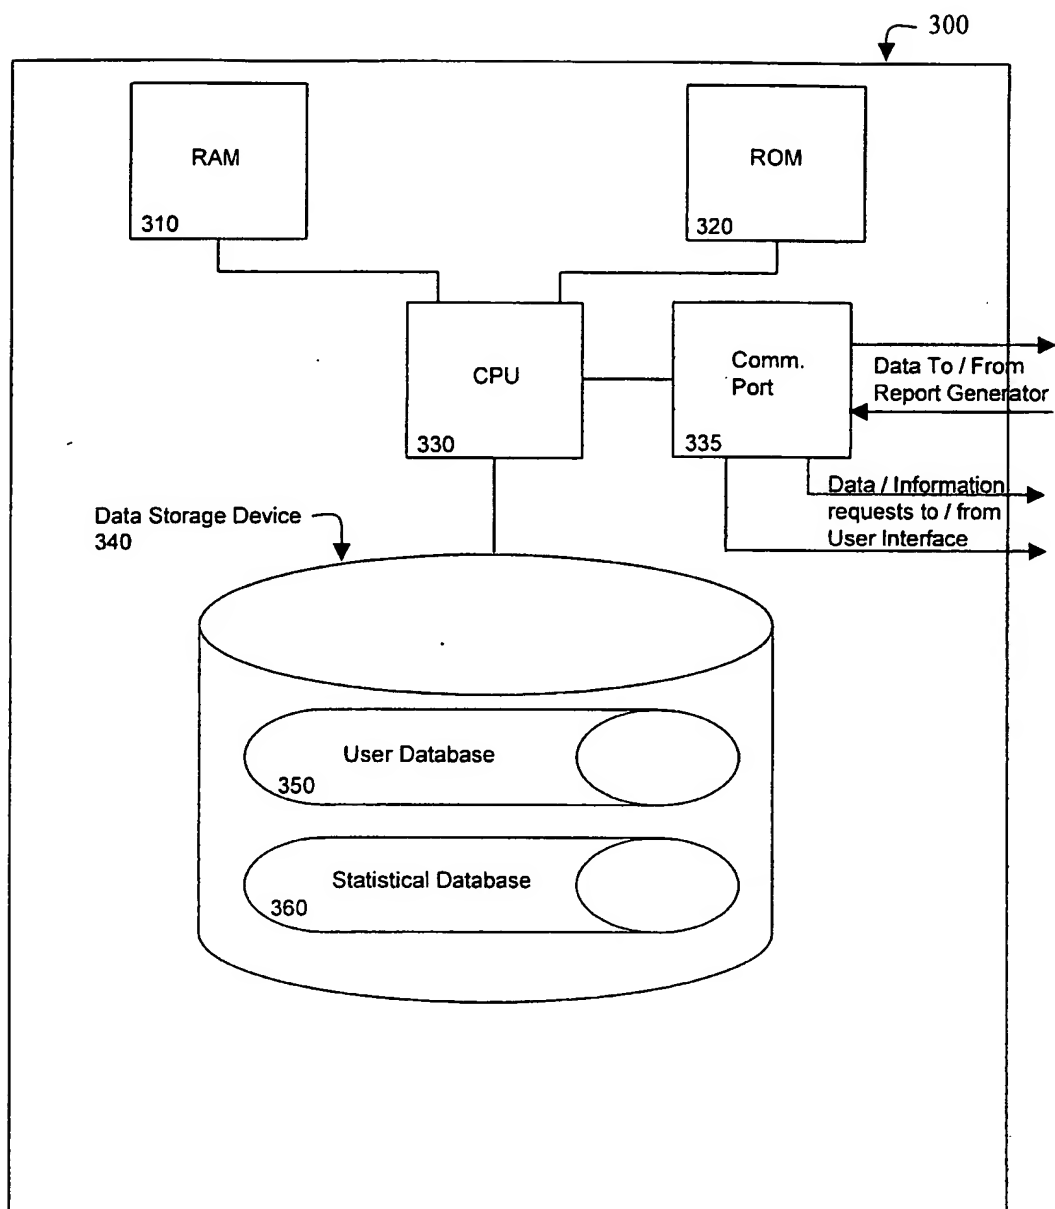 300
RAM
310
ROM
320
CPU
330
Comm.
Port
335
Data To / From
Report Generator
Data / Information
requests to / from
User Interface
Data Storage Device
340
User Database
350
Statistical Database
360